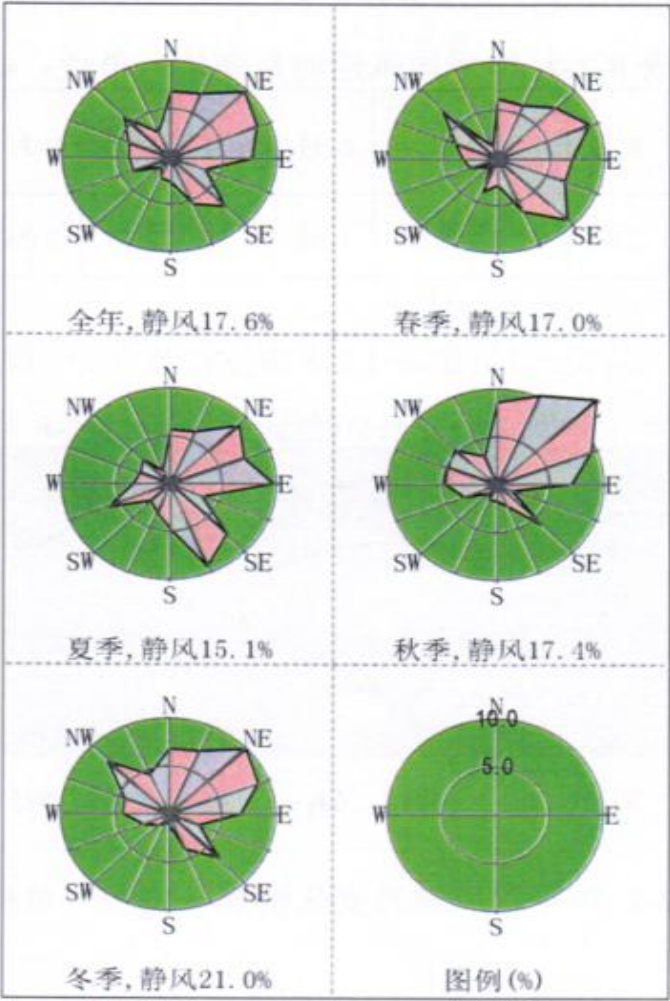 N N
NW NE NW NE
W E W E
SW SE SW SE
S S
全年,静风17.6% 春季,静风17.0%
N N
NW NE NW NE
W E W E
SW SE SW SE
S S
夏季,静风15.1% 秋季,静风17.4%
N N
NW NE 10.0
5.0
W E W E
SW SE
S S
冬季,静风21.0% 图例(%)